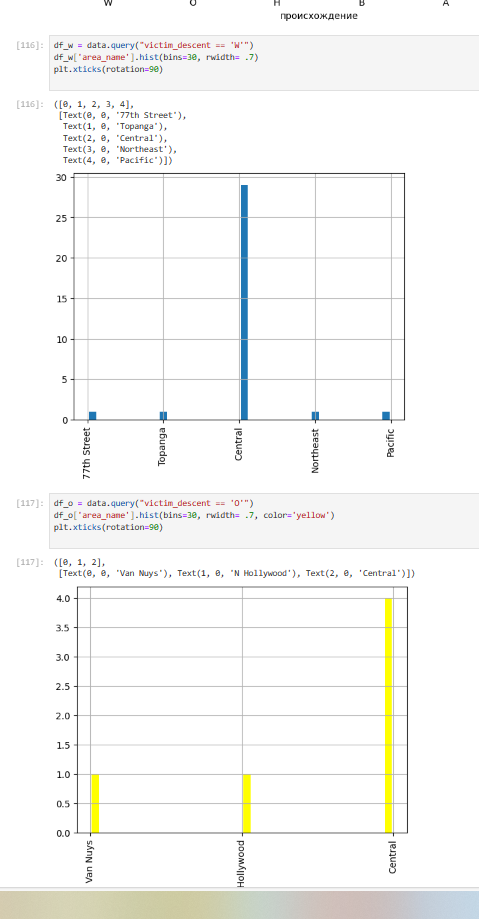 W O H B A
происхождение
[116]: df_w = data.query("victim_descent == 'W'")
df_w['area_name'].hist(bins=30, rwidth= .7)
plt.xticks(rotation=90)
[116]: ([0, 1, 2, 3, 4],
[Text(0, 0, '77th Street'),
Text(1, 0, 'Topanga'),
Text(2, 0, 'Central'),
Text(3, 0, 'Northeast'),
Text(4, 0, 'Pacific')])
30
25
20
15
10
5
0
77th Street
Topanga
Central
Northeast
Pacific
[117]: df_o = data.query("victim_descent == 'O'")
df_o['area_name'].hist(bins=30, rwidth= .7, color='yellow')
plt.xticks(rotation=90)
[117]: ([0, 1, 2],
[Text(0, 0, 'Van Nuys'), Text(1, 0, 'N Hollywood'), Text(2, 0, 'Central')])
4.0
3.5
3.0
2.5
2.0
1.5
1.0
0.5
0.0
Van Nuys
Hollywood
Central